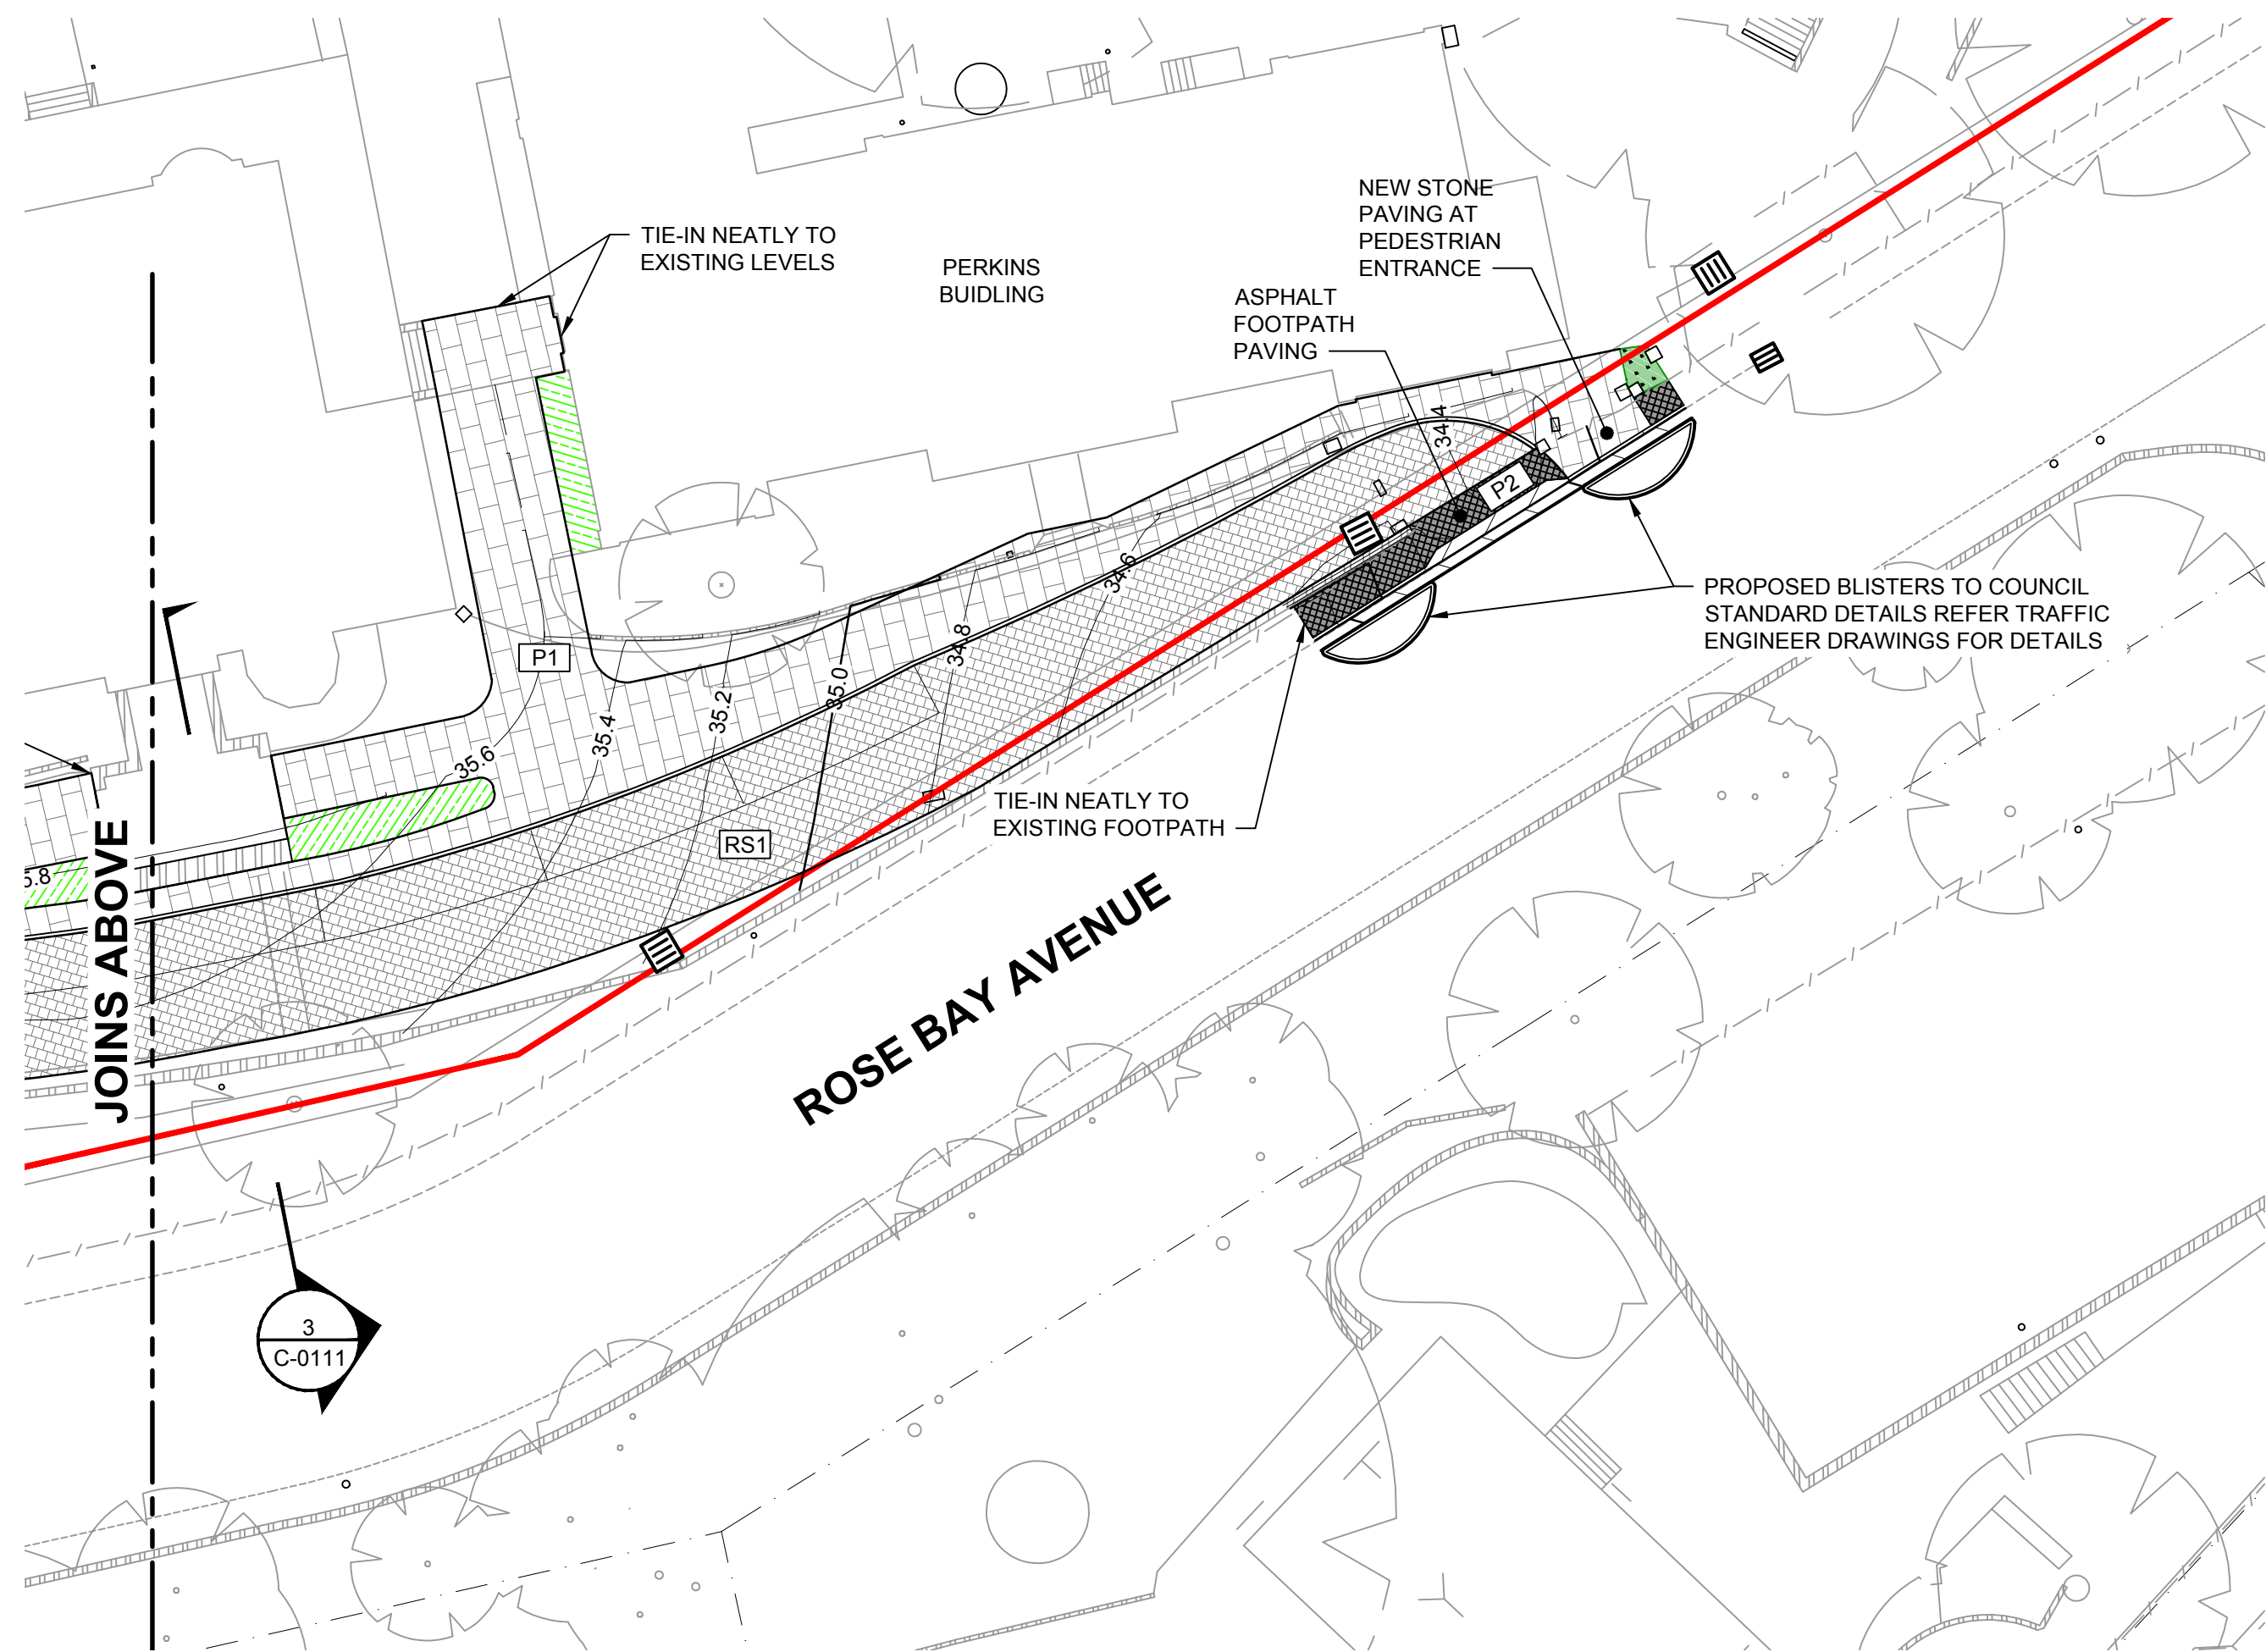 TIE-IN NEATLY TO
EXISTING LEVELS
PERKINS
BUIDLING
NEW STONE
PAVING AT
PEDESTRIAN
ENTRANCE
ASPHALT
FOOTPATH
PAVING
34.4
P2
34.6
PROPOSED BLISTERS TO COUNCIL
STANDARD DETAILS REFER TRAFFIC
ENGINEER DRAWINGS FOR DETAILS
P1
34.8
35.0
35.2
35.4
35.6
TIE-IN NEATLY TO
EXISTING FOOTPATH
RS1
5.8
JOINS ABOVE
ROSE BAY AVENUE
3
C-0111